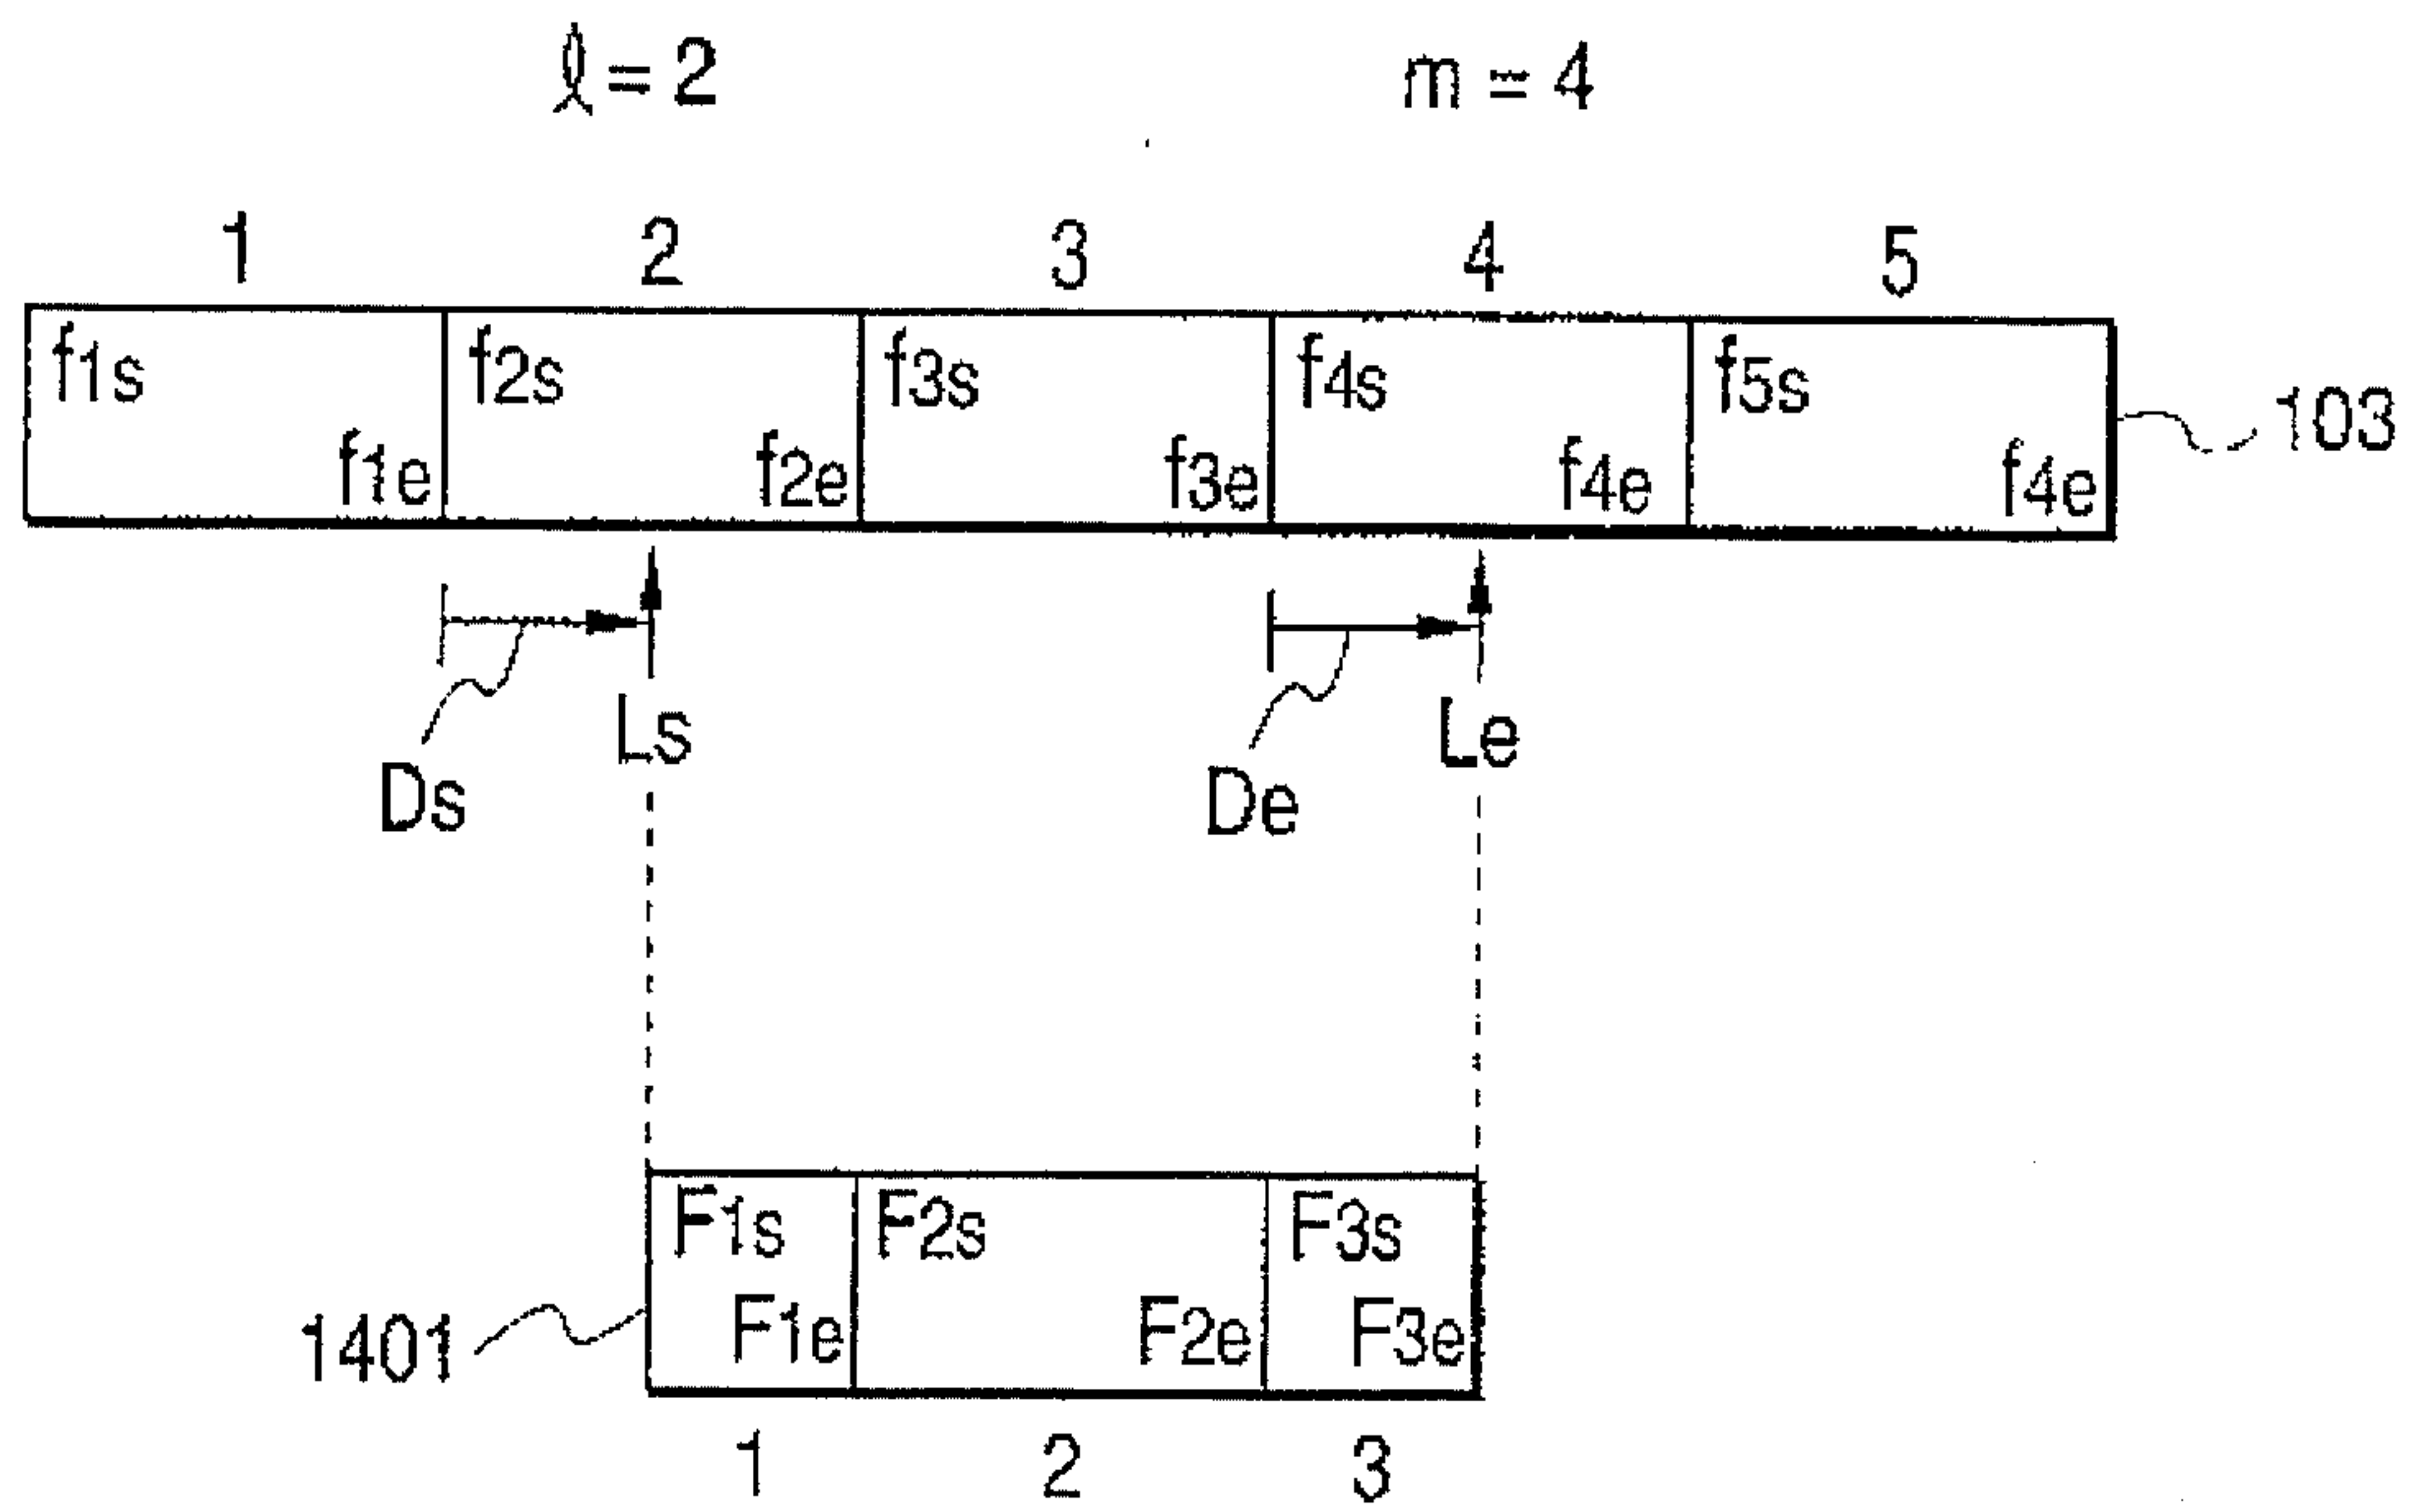 ℓ = 2 m = 4
1 2 3 4 5
f1s f2s f3s f4s f5s
103
f1e f2e f3e f4e f4e
Ls Le
Ds De
F1s F2s F3s
1401 F1e F2e F3e
1 2 3